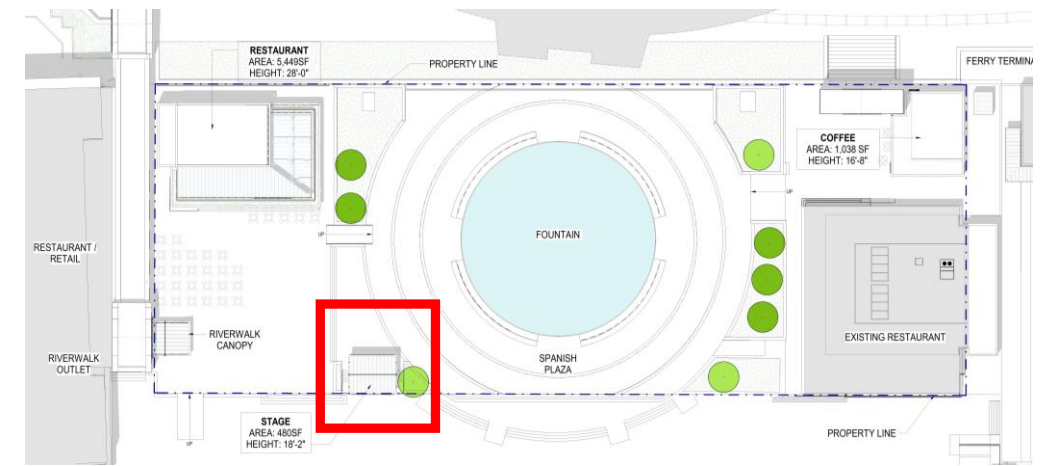 RESTAURANT
AREA: 5,449SF
HEIGHT: 28'-0"
PROPERTY LINE
FERRY TERMINA
COFFEE
AREA: 1,038 SF
HEIGHT: 16'-8"
UP
UP
FOUNTAIN
RESTAURANT /
RETAIL
RIVERWALK
CANOPY
EXISTING RESTAURANT
RIVERWALK
OUTLET
SPANISH
PLAZA
STAGE
AREA: 480SF
HEIGHT: 18'-2"
UP
PROPERTY LINE